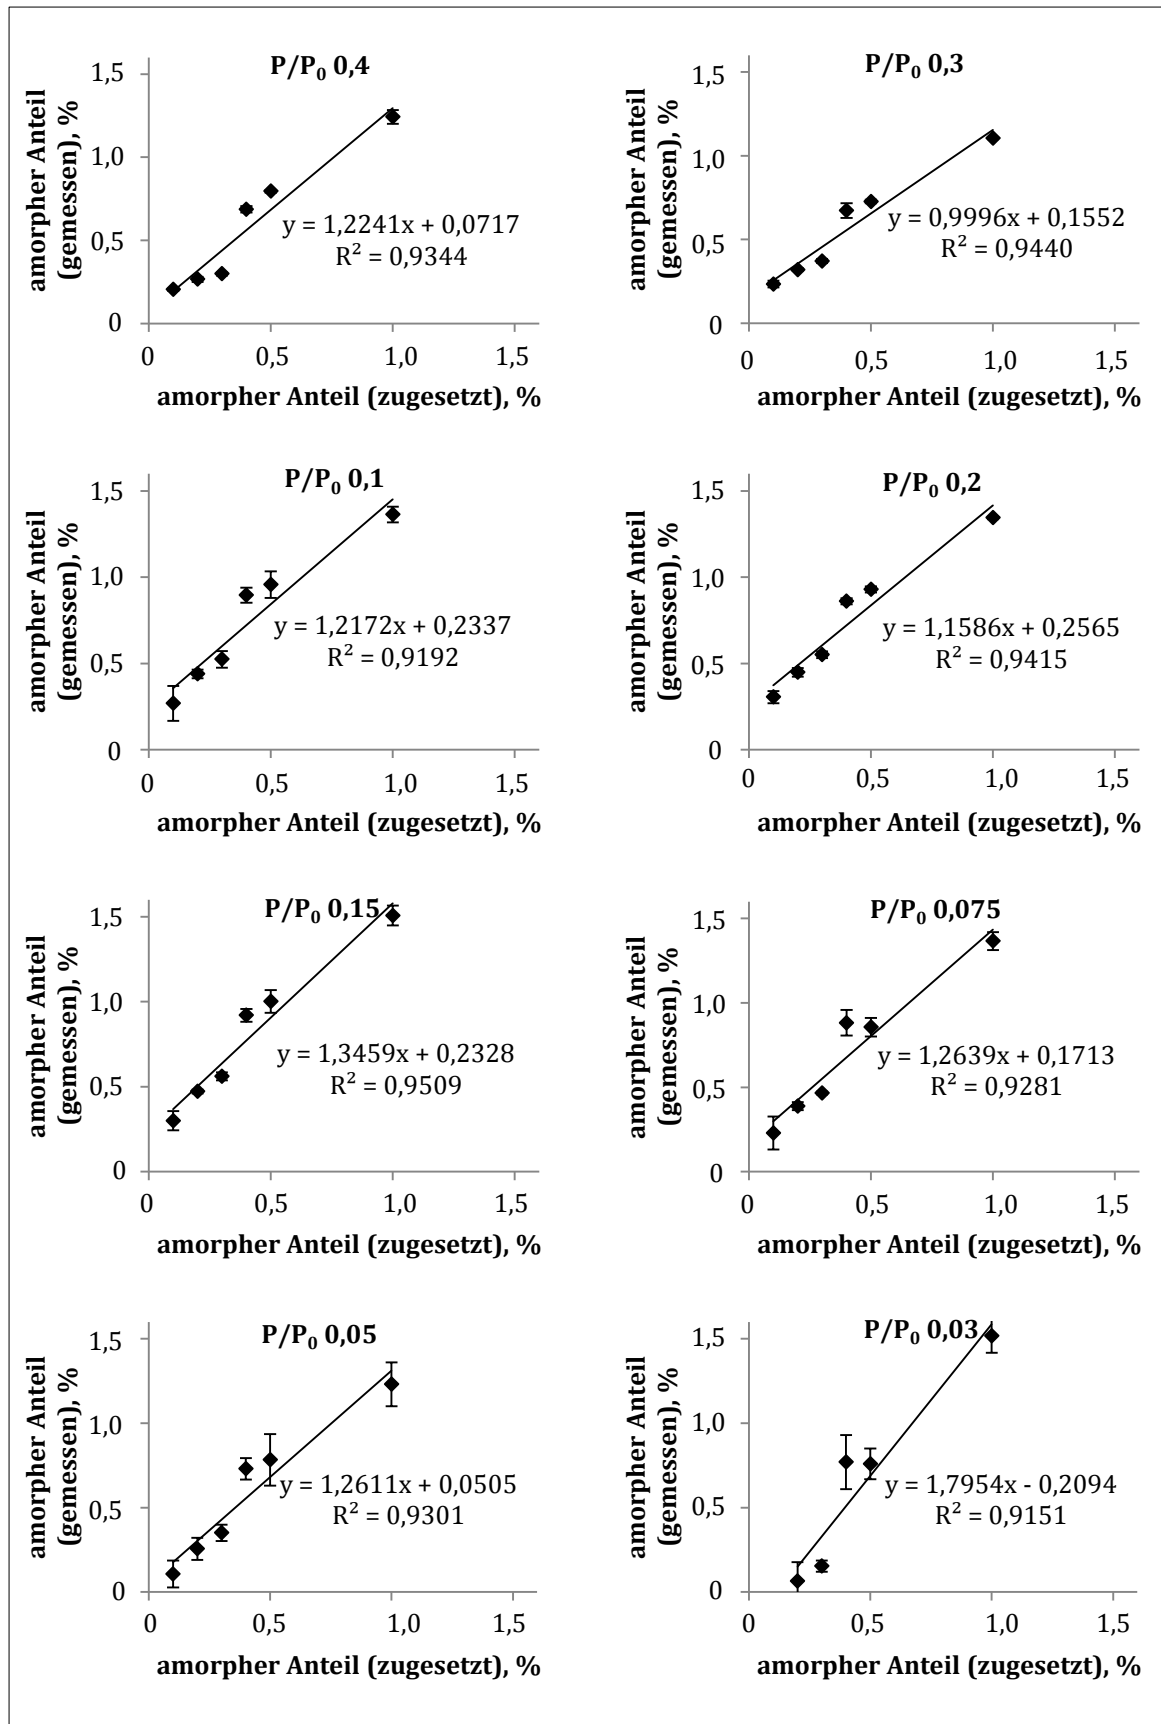 P/P₀ 0,4
amorpher Anteil
(gemessen), %
1,5
1,0
0,5
0
y = 1,2241x + 0,0717
R² = 0,9344
0 0,5 1,0 1,5
amorpher Anteil (zugesetzt), %
P/P₀ 0,3
amorpher Anteil
(gemessen), %
1,5
1,0
0,5
0
y = 0,9996x + 0,1552
R² = 0,9440
0 0,5 1,0 1,5
amorpher Anteil (zugesetzt), %
P/P₀ 0,1
amorpher Anteil
(gemessen), %
1,5
1,0
0,5
0
y = 1,2172x + 0,2337
R² = 0,9192
0 0,5 1,0 1,5
amorpher Anteil (zugesetzt), %
P/P₀ 0,2
amorpher Anteil
(gemessen), %
1,5
1,0
0,5
0
y = 1,1586x + 0,2565
R² = 0,9415
0 0,5 1,0 1,5
amorpher Anteil (zugesetzt), %
P/P₀ 0,15
amorpher Anteil
(gemessen), %
1,5
1,0
0,5
0
y = 1,3459x + 0,2328
R² = 0,9509
0 0,5 1,0 1,5
amorpher Anteil (zugesetzt), %
P/P₀ 0,075
amorpher Anteil
(gemessen), %
1,5
1,0
0,5
0
y = 1,2639x + 0,1713
R² = 0,9281
0 0,5 1,0 1,5
amorpher Anteil (zugesetzt), %
P/P₀ 0,05
amorpher Anteil
(gemessen), %
1,5
1,0
0,5
0
y = 1,2611x + 0,0505
R² = 0,9301
0 0,5 1,0 1,5
amorpher Anteil (zugesetzt), %
P/P₀ 0,03
amorpher Anteil
(gemessen), %
1,5
1,0
0,5
0
y = 1,7954x - 0,2094
R² = 0,9151
0 0,5 1,0 1,5
amorpher Anteil (zugesetzt), %